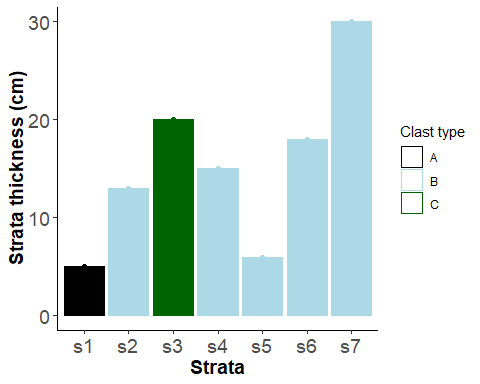 Strata thickness (cm)
30
20
10
0
s1 s2 s3 s4 s5 s6 s7
Strata
Clast type
A
B
C